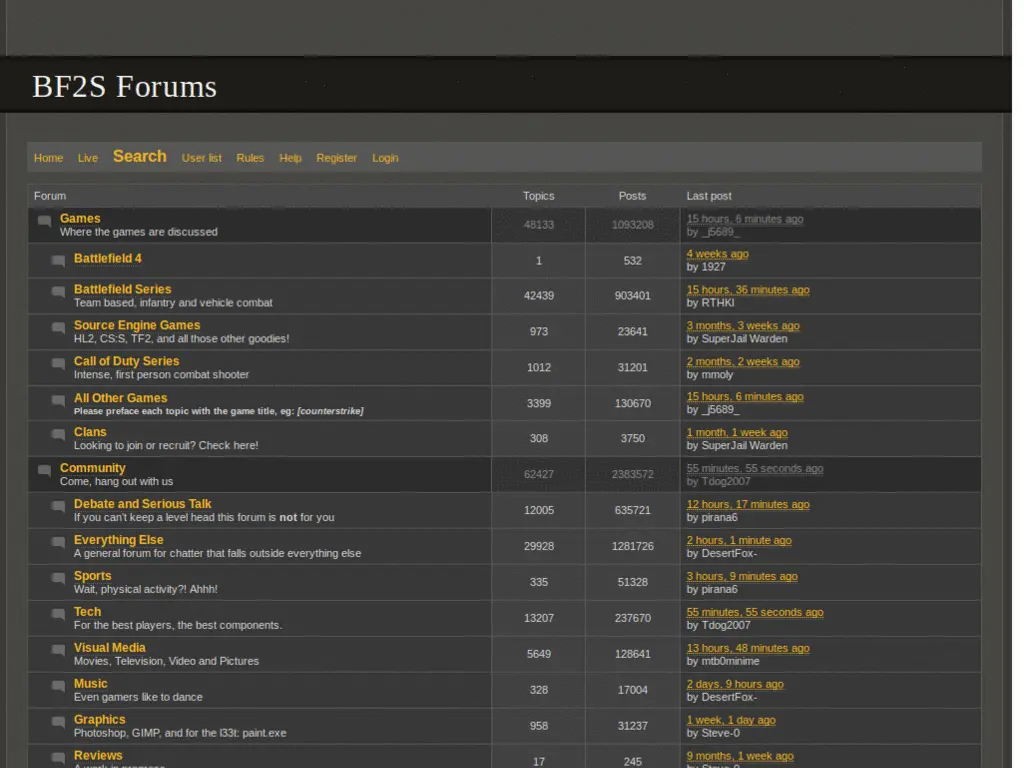 BF2S Forums
Home Live Search User list Rules Help Register Login
Forum Topics Posts Last post
Games 48133 1093208 15 hours, 6 minutes ago
Where the games are discussed by _j5689_
Battlefield 4 1 532 4 weeks ago
by 1927
Battlefield Series 42439 903401 15 hours, 36 minutes ago
Team based, infantry and vehicle combat by RTHKI
Source Engine Games 973 23641 3 months, 3 weeks ago
HL2, CS:S, TF2, and all those other goodies! by SuperJail Warden
Call of Duty Series 1012 31201 2 months, 2 weeks ago
Intense, first person combat shooter by mmoly
All Other Games 3399 130670 15 hours, 6 minutes ago
Please preface each topic with the game title, eg: [counterstrike] by _j5689_
Clans 308 3750 1 month, 1 week ago
Looking to join or recruit? Check here! by SuperJail Warden
Community 62427 2383572 55 minutes, 55 seconds ago
Come, hang out with us by Tdog2007
Debate and Serious Talk 12005 635721 12 hours, 17 minutes ago
If you can't keep a level head this forum is not for you by pirana6
Everything Else 29928 1281726 2 hours, 1 minute ago
A general forum for chatter that falls outside everything else by DesertFox-
Sports 335 51328 3 hours, 9 minutes ago
Wait, physical activity?! Ahhh! by pirana6
Tech 13207 237670 55 minutes, 55 seconds ago
For the best players, the best components. by Tdog2007
Visual Media 5649 128641 13 hours, 48 minutes ago
Movies, Television, Video and Pictures by mtb0minime
Music 328 17004 2 days, 9 hours ago
Even gamers like to dance by DesertFox-
Graphics 958 31237 1 week, 1 day ago
Photoshop, GIMP, and for the l33t: paint.exe by Steve-0
Reviews 17 245 9 months, 1 week ago
A work in progress by Steve-0